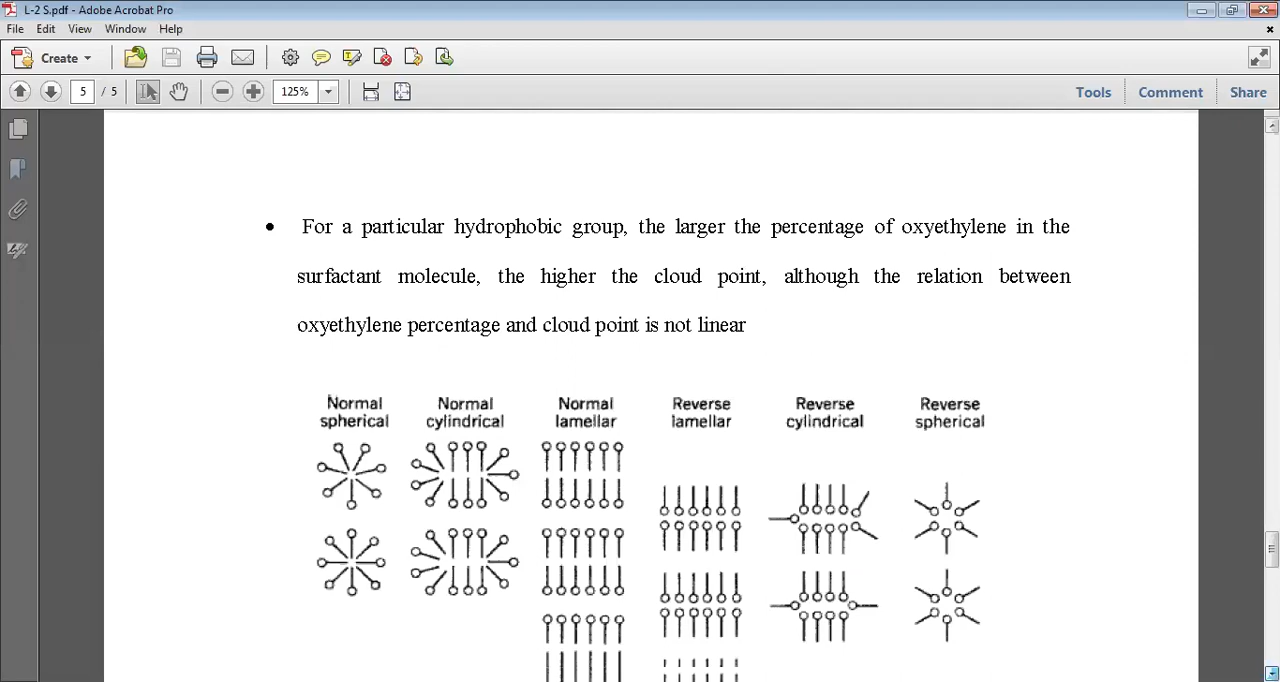 L-2 S.pdf - Adobe Acrobat Pro
File Edit View Window Help
Create
5 / 5 125% Tools Comment Share
• For a particular hydrophobic group, the larger the percentage of oxyethylene in the
surfactant molecule, the higher the cloud point, although the relation between
oxyethylene percentage and cloud point is not linear
Normal spherical
Normal cylindrical
Normal lamellar
Reverse lamellar
Reverse cylindrical
Reverse spherical